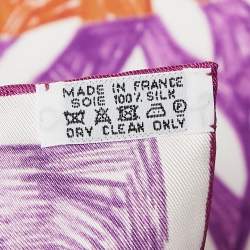 MADE IN FRANCE
SOIE 100% SILK
P
DRY CLEAN ONLY